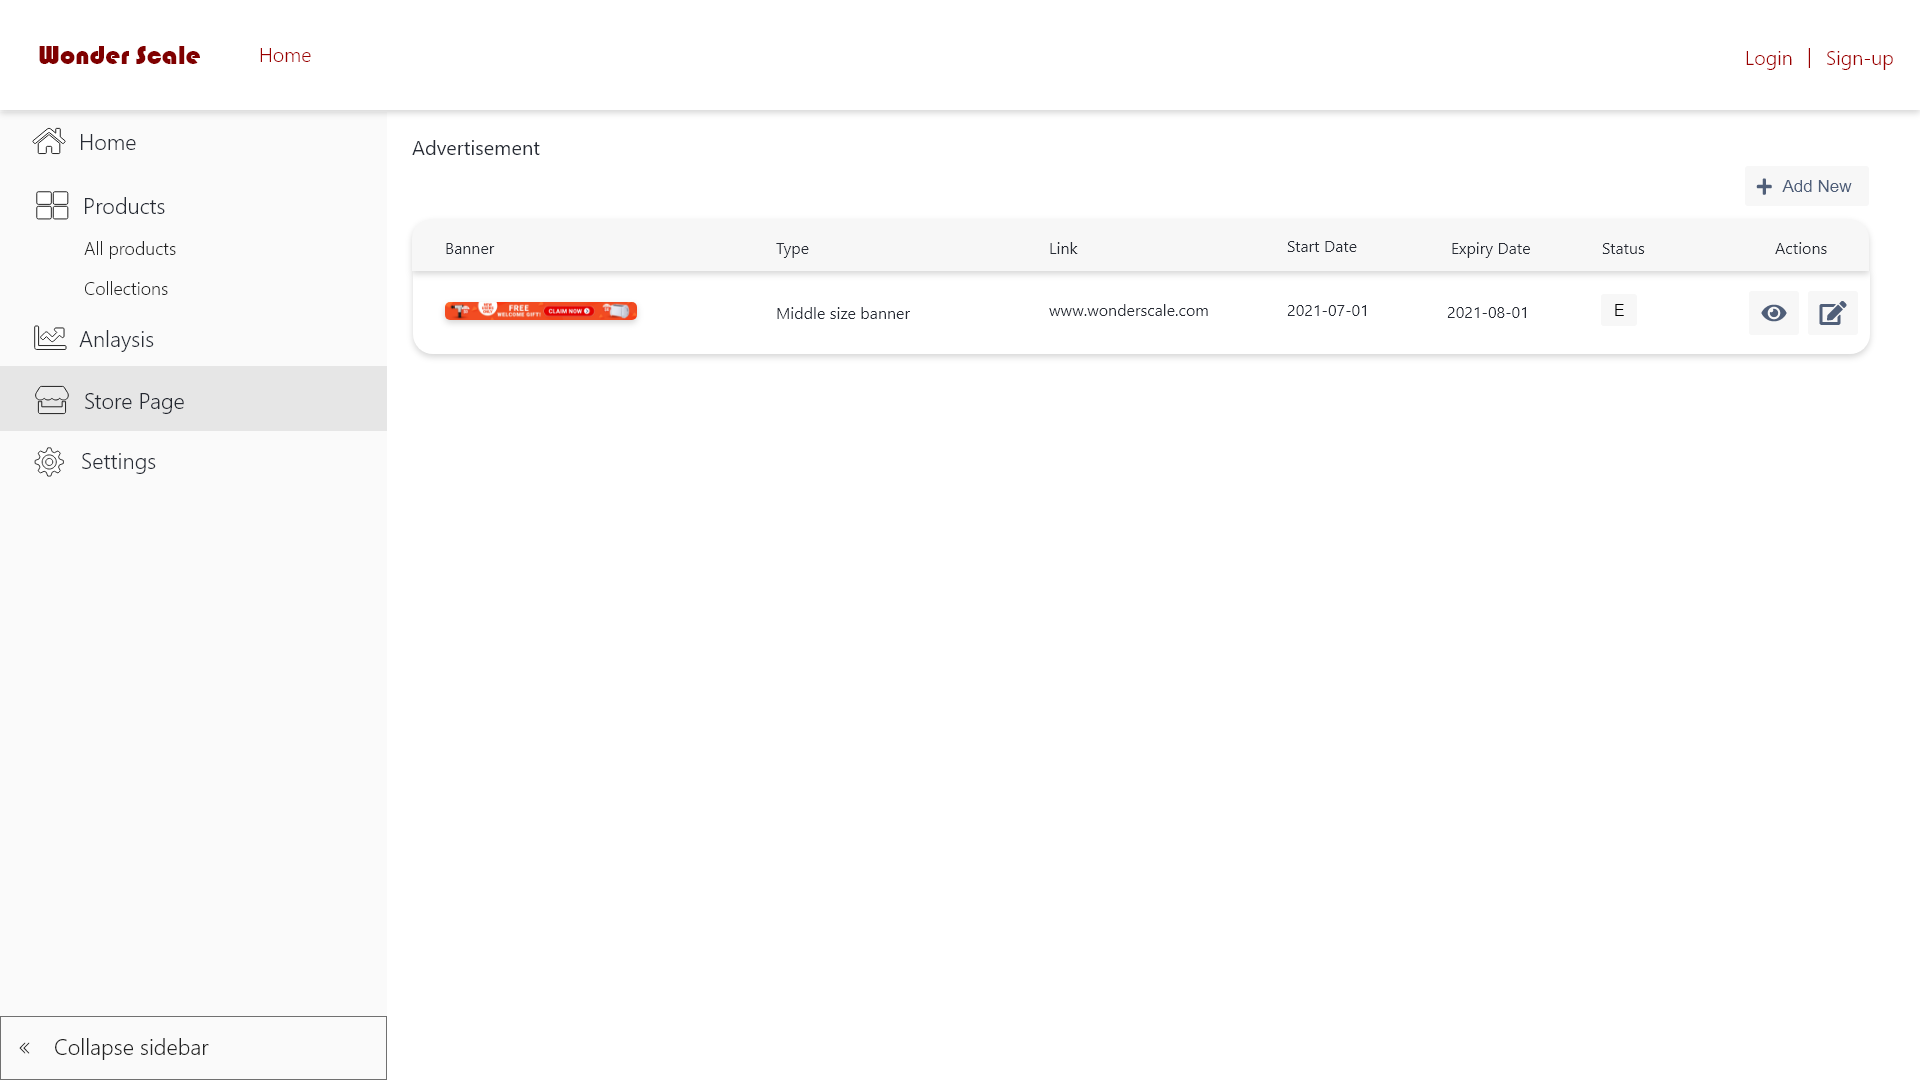 Wonder Scale
Home
Login | Sign-up
Home
Products
All products
Collections
Anlaysis
Store Page
Settings
« Collapse sidebar
Advertisement
Add New
Banner Type Link Start Date Expiry Date Status Actions
FREE
WELCOME GIFT!
CLAIM NOW
Middle size banner www.wonderscale.com 2021-07-01 2021-08-01 E